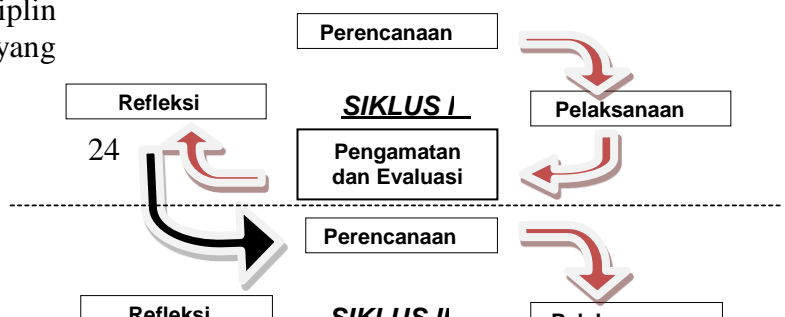 iplin
yang
Perencanaan
Refleksi
SIKLUS I
Pelaksanaan
24
Pengamatan
dan Evaluasi
Perencanaan
Refleksi
SIKLUS II